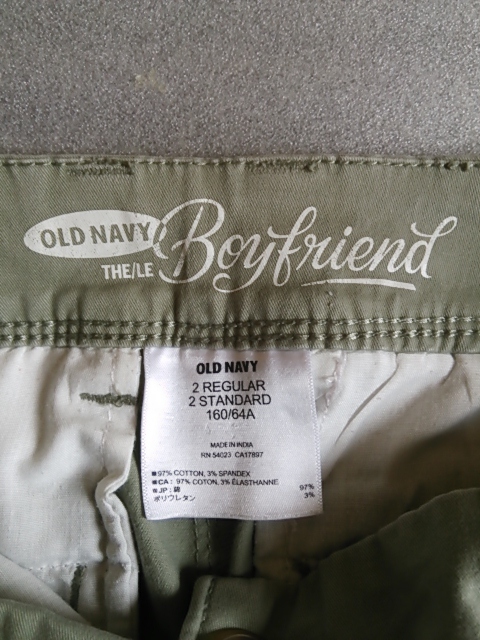 OLD NAVY
THE/LE Boyfriend
OLD NAVY
2 REGULAR
2 STANDARD
160/64A
MADE IN INDIA
RN 54023 CA17897
■97% COTTON, 3% SPANDEX
■CA: 97% COTON, 3% ÉLASTHANNE
■JP: 綿 97%
ポリウレタン 3%